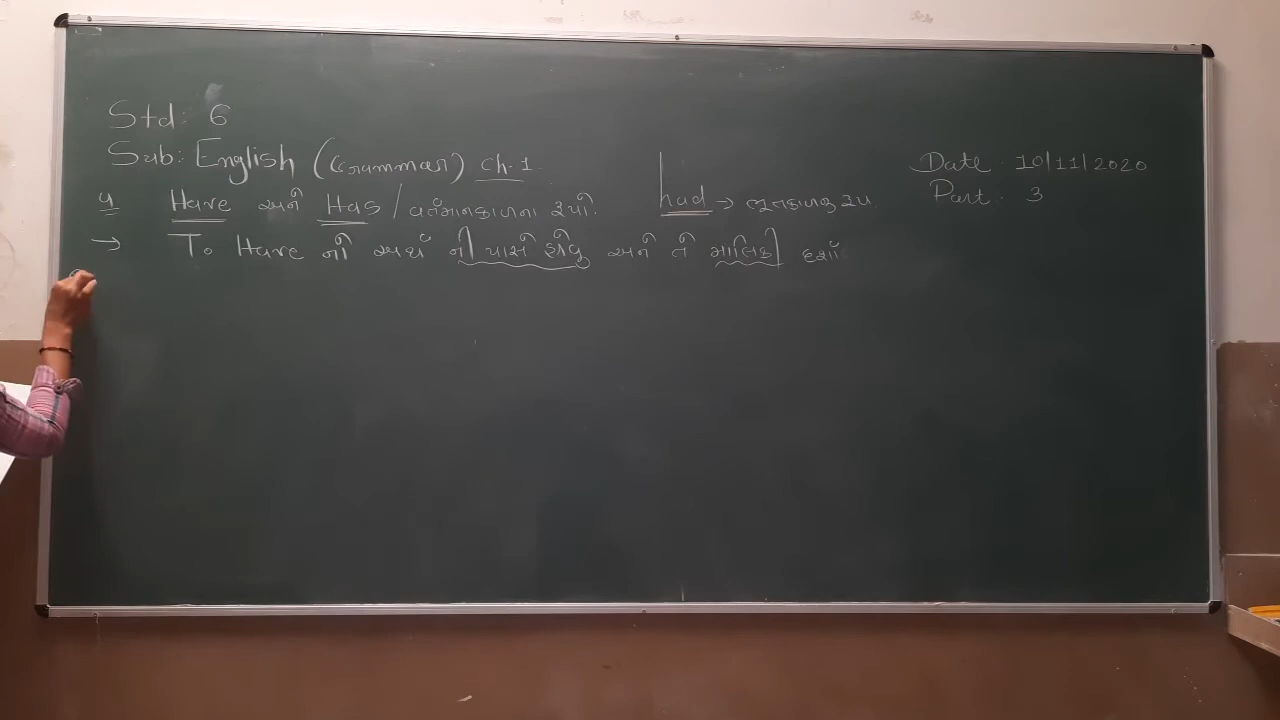 Std: 6
Sub: English (Grammar) Ch-1
Date. 10/11/2020
Part. 3
૫ Have અને Has / વર્તમાનકાળના રૂપો. had → ભૂતકાળનું રૂપ.
→ To Have નો અર્થ ની પાસે હોવું અને તે માલિકી દર્શા